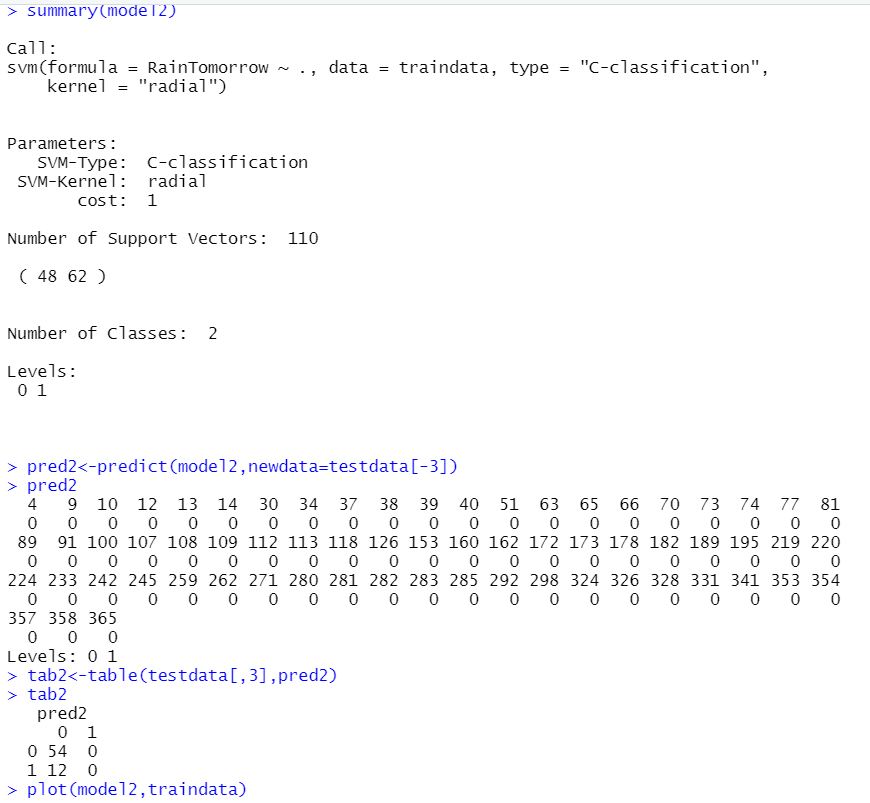 > summary(model2)
Call:
svm(formula = RainTomorrow ~ ., data = traindata, type = "C-classification",
    kernel = "radial")
Parameters:
   SVM-Type:  C-classification
 SVM-Kernel:  radial
       cost:  1
Number of Support Vectors:  110
 ( 48 62 )
Number of Classes:  2
Levels:
 0 1
> pred2<-predict(model2,newdata=testdata[-3])
> pred2
  4   9  10  12  13  14  30  34  37  38  39  40  51  63  65  66  70  73  74  77  81
  0   0   0   0   0   0   0   0   0   0   0   0   0   0   0   0   0   0   0   0   0
 89  91 100 107 108 109 112 113 118 126 153 160 162 172 173 178 182 189 195 219 220
  0   0   0   0   0   0   0   0   0   0   0   0   0   0   0   0   0   0   0   0   0
224 233 242 245 259 262 271 280 281 282 283 285 292 298 324 326 328 331 341 353 354
  0   0   0   0   0   0   0   0   0   0   0   0   0   0   0   0   0   0   0   0   0
357 358 365
  0   0   0
Levels: 0 1
> tab2<-table(testdata[,3],pred2)
> tab2
   pred2
     0  1
  0 54  0
  1 12  0
> plot(model2,traindata)